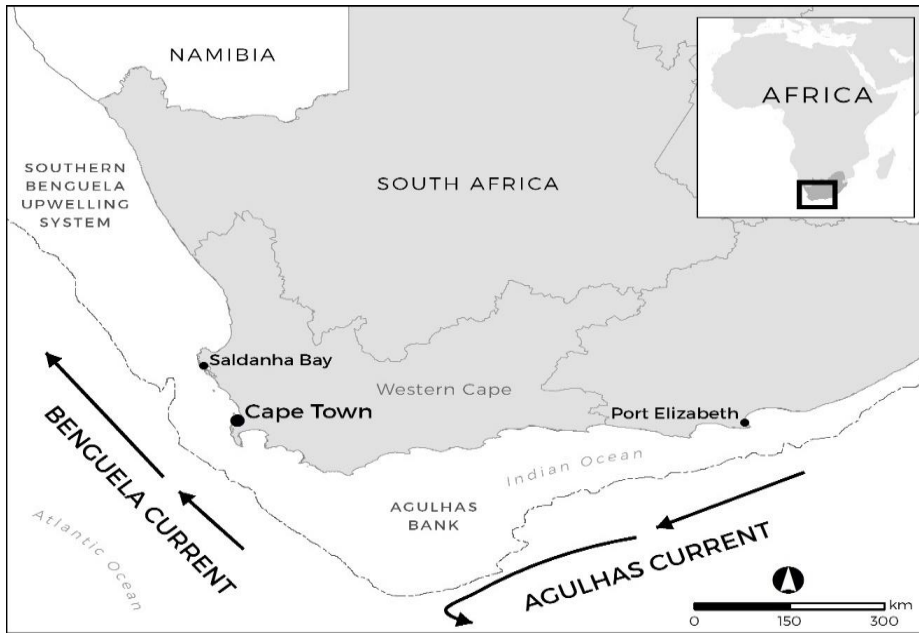 NAMIBIA
AFRICA
SOUTHERN
BENGUELA
UPWELLING
SYSTEM
SOUTH AFRICA
Saldanha Bay
Western Cape
Cape Town
Port Elizabeth
BENGUELA CURRENT
Indian Ocean
AGULHAS
BANK
Atlantic Ocean
AGULHAS CURRENT
km
0 150 300